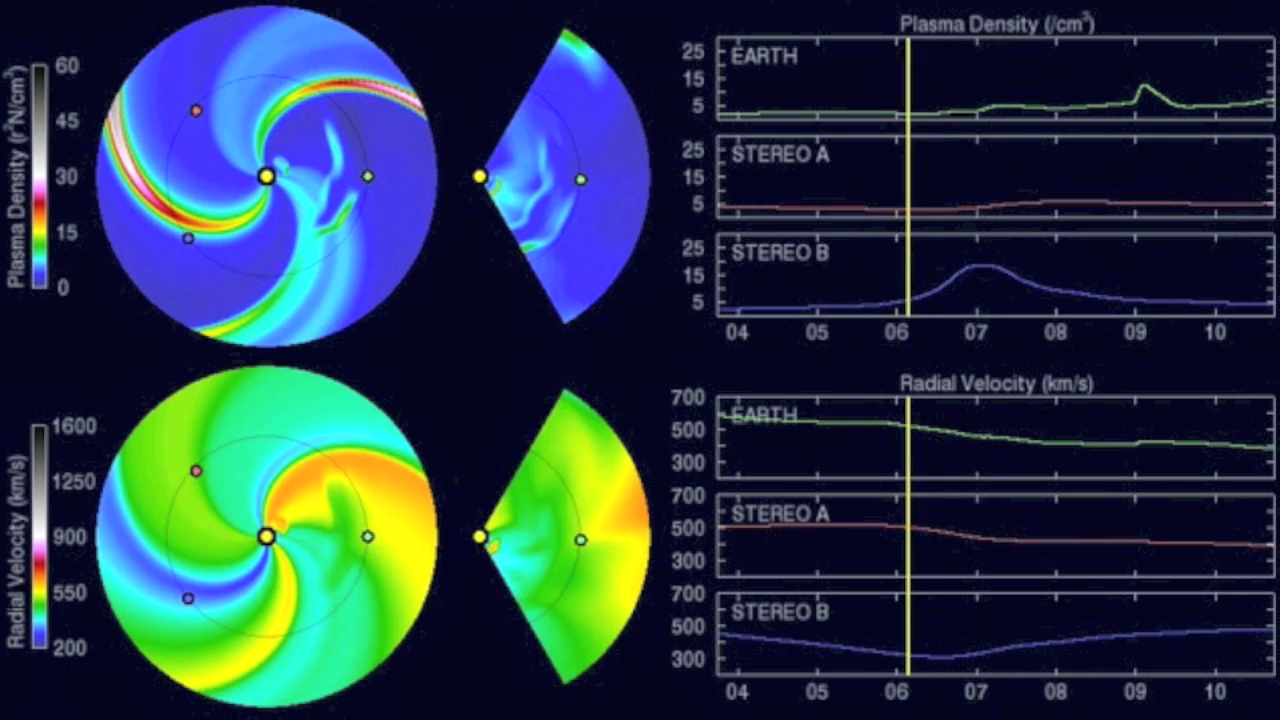 Plasma Density (r²N/cm³)
60
45
30
15
0
Plasma Density (/cm³)
EARTH
25
15
5
STEREO A
25
15
5
STEREO B
25
15
5
04 05 06 07 08 09 10
Radial Velocity (km/s)
1600
1250
900
550
200
Radial Velocity (km/s)
EARTH
700
500
300
STEREO A
700
500
300
STEREO B
700
500
300
04 05 06 07 08 09 10